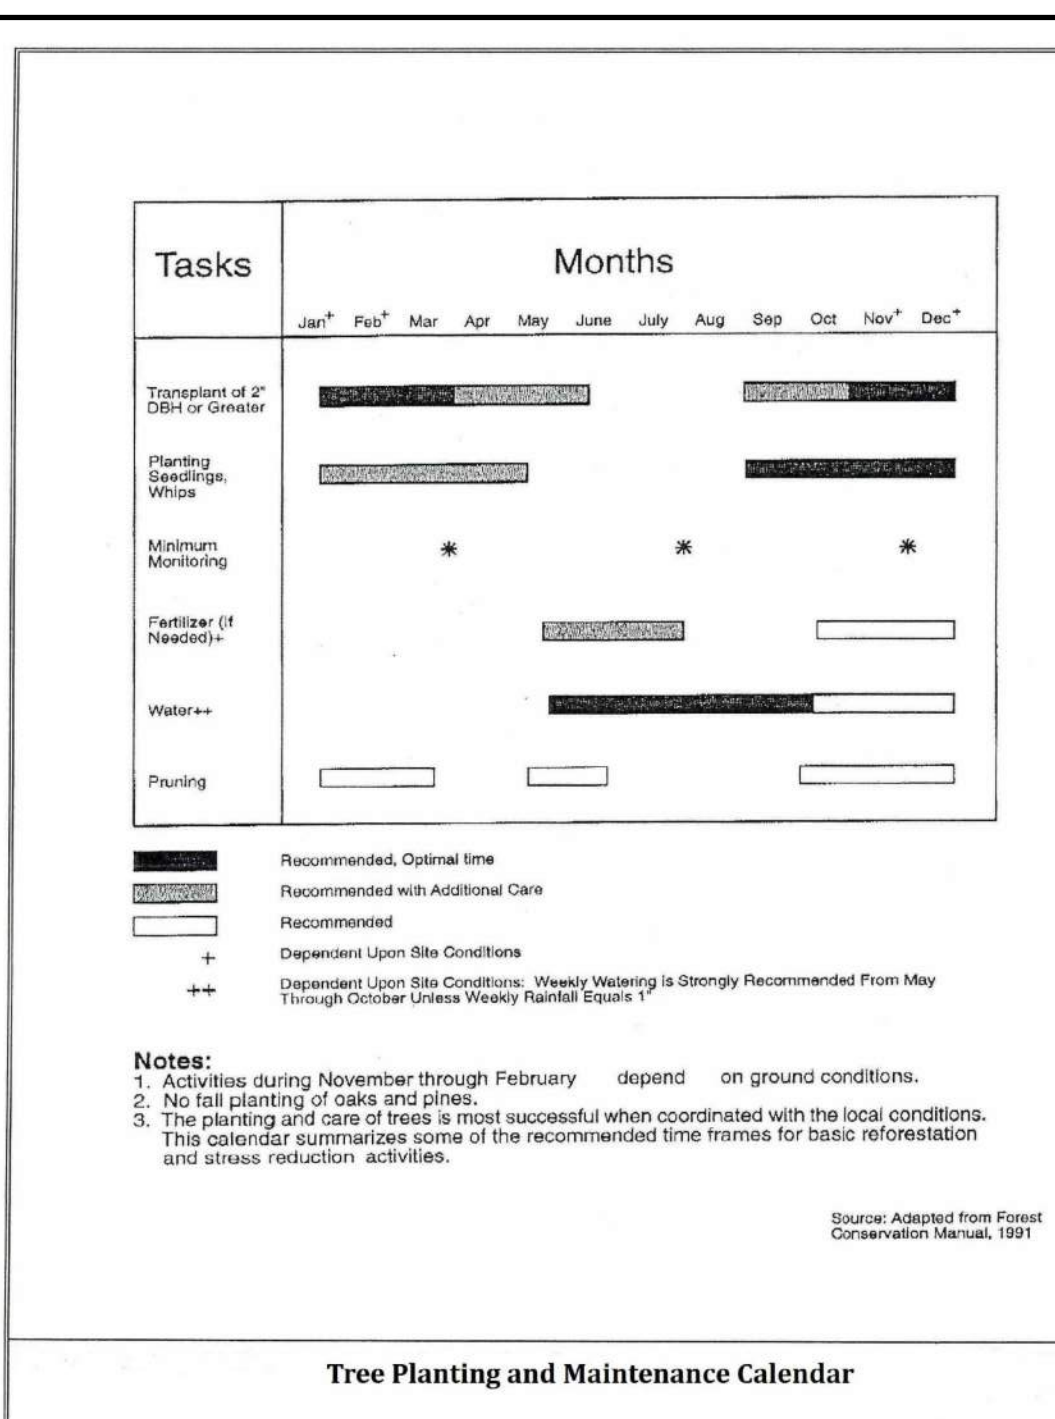 Tasks
Months
Jan+ Feb+ Mar Apr May June July Aug Sep Oct Nov+ Dec+
Transplant of 2"
DBH or Greater
Planting
Seedlings,
Whips
Minimum
Monitoring
* * *
Fertilizer (if
Needed)+
Water++
Pruning
Recommended, Optimal time
Recommended with Additional Care
Recommended
+ Dependent Upon Site Conditions
++ Dependent Upon Site Conditions: Weekly Watering is Strongly Recommended From May
Through October Unless Weekly Rainfall Equals 1"
Notes:
1. Activities during November through February depend on ground conditions.
2. No fall planting of oaks and pines.
3. The planting and care of trees is most successful when coordinated with the local conditions.
This calendar summarizes some of the recommended time frames for basic reforestation
and stress reduction activities.
Source: Adapted from Forest
Conservation Manual, 1991
Tree Planting and Maintenance Calendar